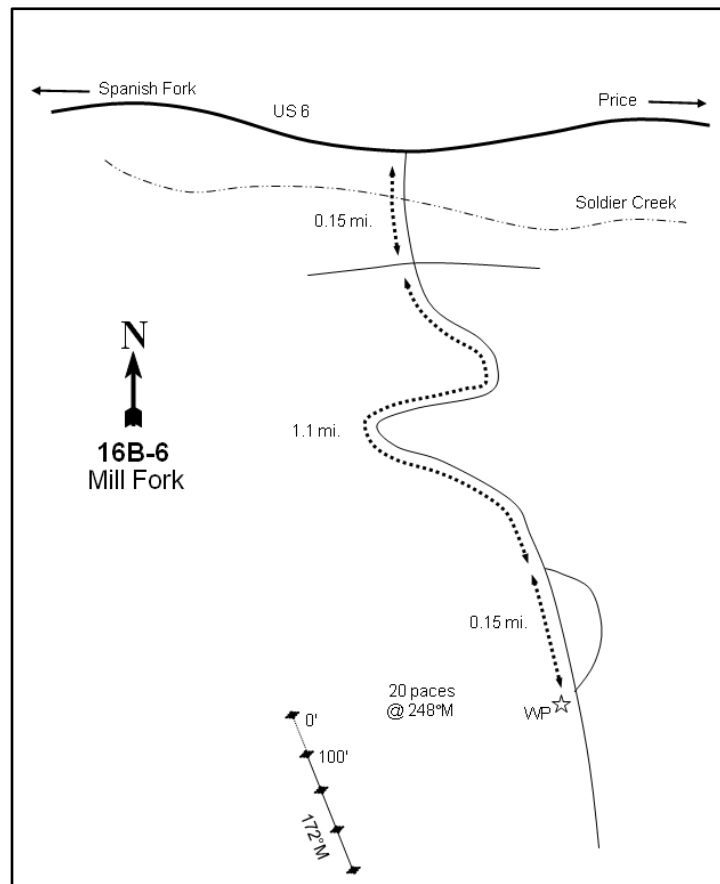 Spanish Fork
US 6
Price
Soldier Creek
0.15 mi.
N
16B-6
Mill Fork
1.1 mi.
0.15 mi.
20 paces
@ 248°M
WP
0'
100'
172°M